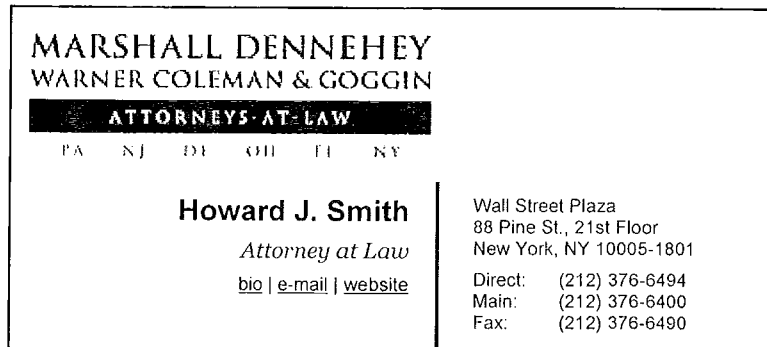 MARSHALL DENNEHEY
WARNER COLEMAN & GOGGIN
ATTORNEYS-AT-LAW
PA NJ DE OH FL NY
Howard J. Smith
Attorney at Law
bio | e-mail | website
Wall Street Plaza
88 Pine St., 21st Floor
New York, NY 10005-1801
Direct: (212) 376-6494
Main: (212) 376-6400
Fax: (212) 376-6490